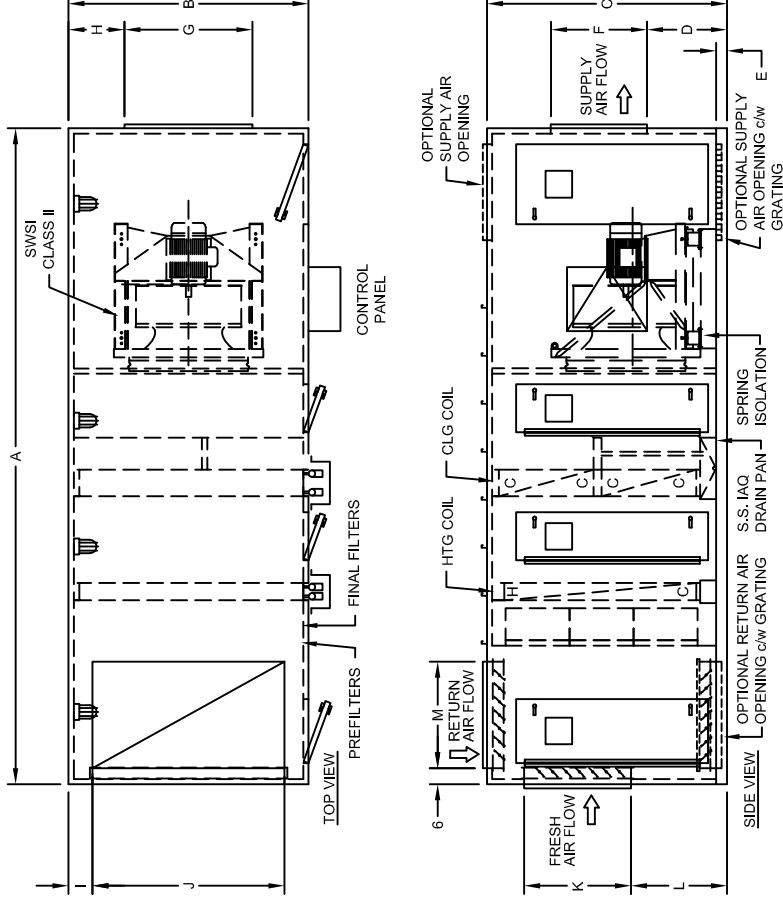 A
B
H
G
I
J
SWSI
CLASS II
CONTROL
PANEL
FINAL FILTERS
PREFILTERS
TOP VIEW
C
F
D
E
SUPPLY
AIR FLOW
OPTIONAL
SUPPLY AIR
OPENING
CLG COIL
HTG COIL
M
RETURN
AIR FLOW
6
FRESH
AIR FLOW
K
L
H
C
C
C
C
C
OPTIONAL SUPPLY
AIR OPENING c/w
GRATING
SPRING
ISOLATION
S.S. IAQ
DRAIN PAN
OPTIONAL RETURN AIR
OPENING c/w GRATING
SIDE VIEW